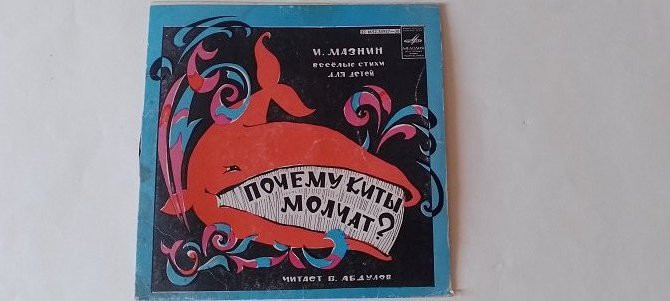 И. МАЗНИН
ВЕСЁЛЫЕ СТИХИ
ДЛЯ ДЕТЕЙ
ПОЧЕМУ КИТЫ
МОЛЧАТ?
ЧИТАЕТ В. АБДУЛОВ